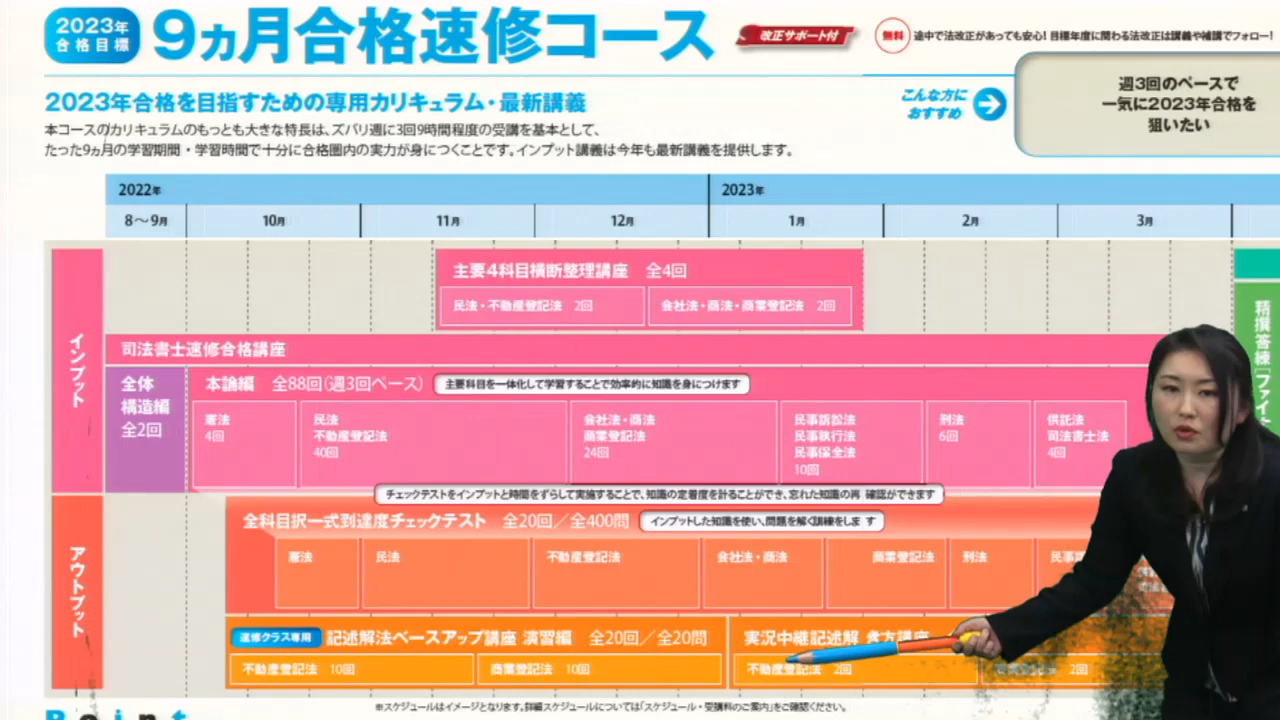 2023年
合格目標
9ヵ月合格速修コース
改正サポート付
無料
途中で法改正があっても安心! 目標年度に関わる法改正は講義や補講でフォロー!
2023年合格を目指すための専用カリキュラム・最新講義
本コースのカリキュラムのもっとも大きな特長は、ズバリ週に3回9時間程度の受講を基本として、
たった9ヵ月の学習期間・学習時間で十分に合格圏内の実力が身につくことです。インプット講義は今年も最新講義を提供します。
こんな方に
おすすめ
週3回のペースで
一気に2023年合格を
狙いたい
2022年
2023年
8～9月
10月
11月
12月
1月
2月
3月
インプット
主要4科目横断整理講座 全4回
民法・不動産登記法 2回
会社法・商法・商業登記法 2回
司法書士速修合格講座
全体
構造編
全2回
本論編 全88回(週3回ペース)
主要科目を一体化して学習することで効率的に知識を身につけます
憲法
4回
民法
不動産登記法
40回
会社法・商法
商業登記法
24回
民事訴訟法
民事執行法
民事保全法
10回
刑法
6回
供託法
司法書士法
4回
精撰答練[ファイ
チェックテストをインプットと時間をずらして実施することで、知識の定着度を計ることができ、忘れた知識の再 確認ができます
アウトプット
全科目択一式到達度チェックテスト 全20回／全400問
インプットした知識を使い、問題を解く訓練をしま す
憲法
民法
不動産登記法
会社法・商法
商業登記法
刑法
民事
速修クラス専用
記述解法ベースアップ講座 演習編 全20回／全20問
不動産登記法 10回
商業登記法 10回
実況中継記述解 き方講座
不動産登記法 2回
2回
※スケジュールはイメージとなります。詳細スケジュールについては「スケジュール・受講料のご案内」をご確認ください。
Point